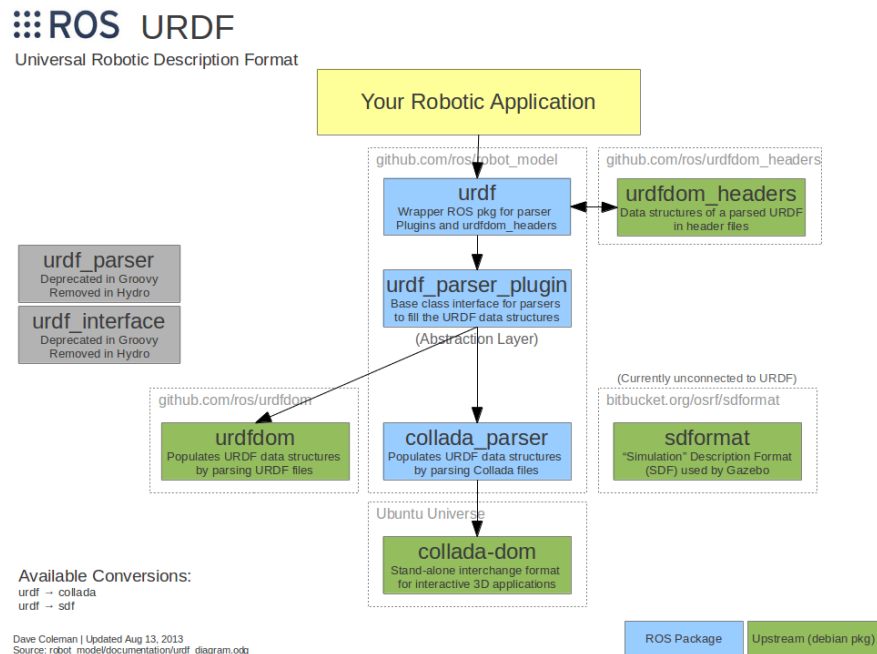 ROS URDF
Universal Robotic Description Format
Your Robotic Application
github.com/ros/robot_model
urdf
Wrapper ROS pkg for parser
Plugins and urdfdom_headers
github.com/ros/urdfdom_headers
urdfdom_headers
Data structures of a parsed URDF
in header files
urdf_parser
Deprecated in Groovy
Removed in Hydro
urdf_interface
Deprecated in Groovy
Removed in Hydro
urdf_parser_plugin
Base class interface for parsers
to fill the URDF data structures
(Abstraction Layer)
github.com/ros/urdfdom
urdfdom
Populates URDF data structures
by parsing URDF files
collada_parser
Populates URDF data structures
by parsing Collada files
(Currently unconnected to URDF)
bitbucket.org/osrf/sdformat
sdformat
“Simulation” Description Format
(SDF) used by Gazebo
Ubuntu Universe
collada-dom
Stand-alone interchange format
for interactive 3D applications
Available Conversions:
urdf → collada
urdf → sdf
Dave Coleman | Updated Aug 13, 2013
Source: robot_model/documentation/urdf_diagram.odg
ROS Package
Upstream (debian pkg)